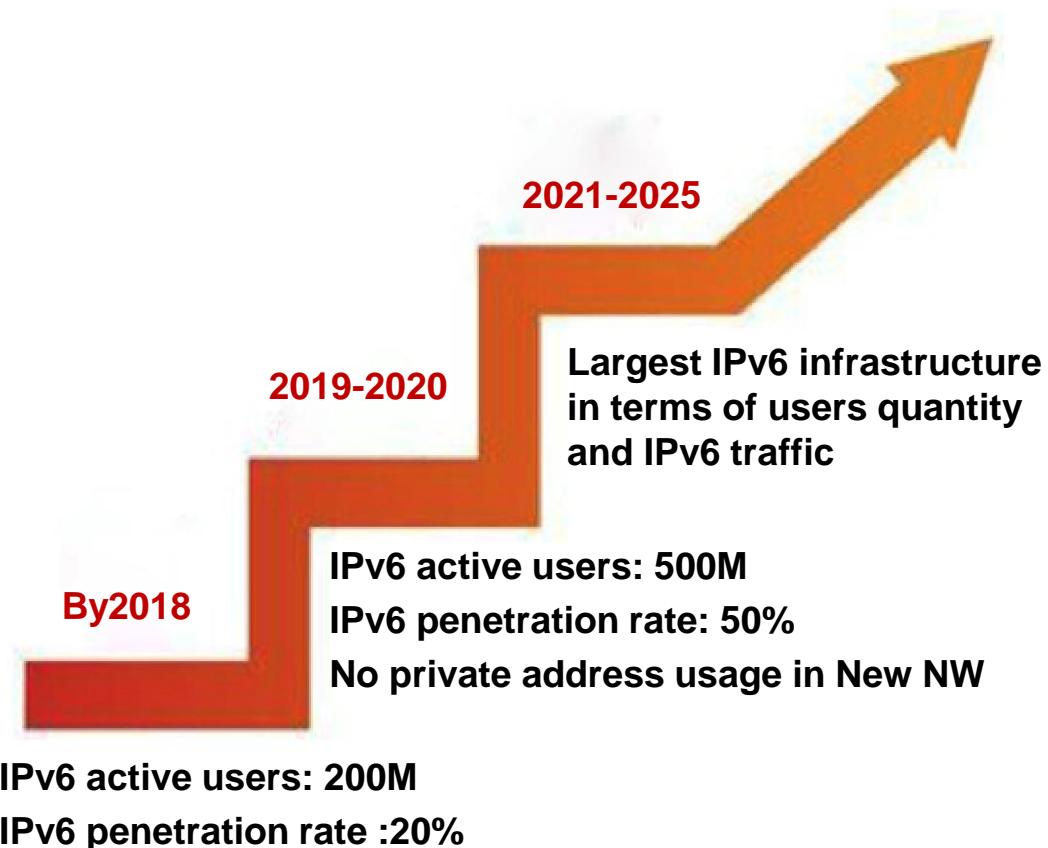 2021-2025
Largest IPv6 infrastructure
in terms of users quantity
and IPv6 traffic
2019-2020
IPv6 active users: 500M
IPv6 penetration rate: 50%
No private address usage in New NW
By2018
IPv6 active users: 200M
IPv6 penetration rate :20%